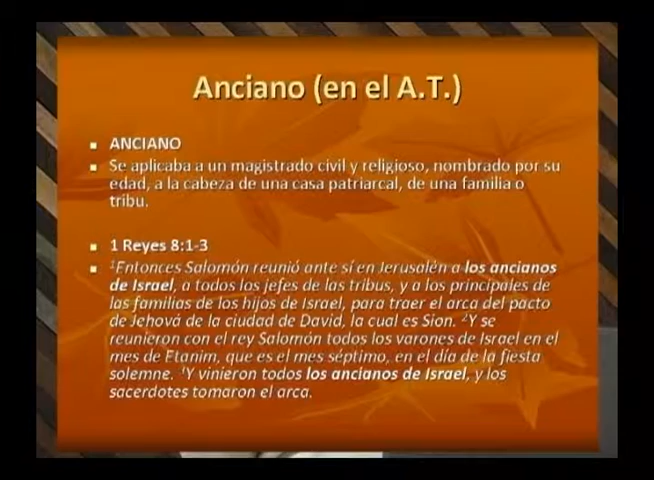 Anciano (en el A.T.)
ANCIANO
Se aplicaba a un magistrado civil y religioso, nombrado por su
edad, a la cabeza de una casa patriarcal, de una familia o
tribu.
1 Reyes 8:1-3
1Entonces Salomón reunió ante sí en Jerusalén a los ancianos
de Israel, a todos los jefes de las tribus, y a los principales de
las familias de los hijos de Israel, para traer el arca del pacto
de Jehová de la ciudad de David, la cual es Sion. 2Y se
reunieron con el rey Salomón todos los varones de Israel en el
mes de Etanim, que es el mes séptimo, en el día de la fiesta
solemne. 3Y vinieron todos los ancianos de Israel, y los
sacerdotes tomaron el arca.